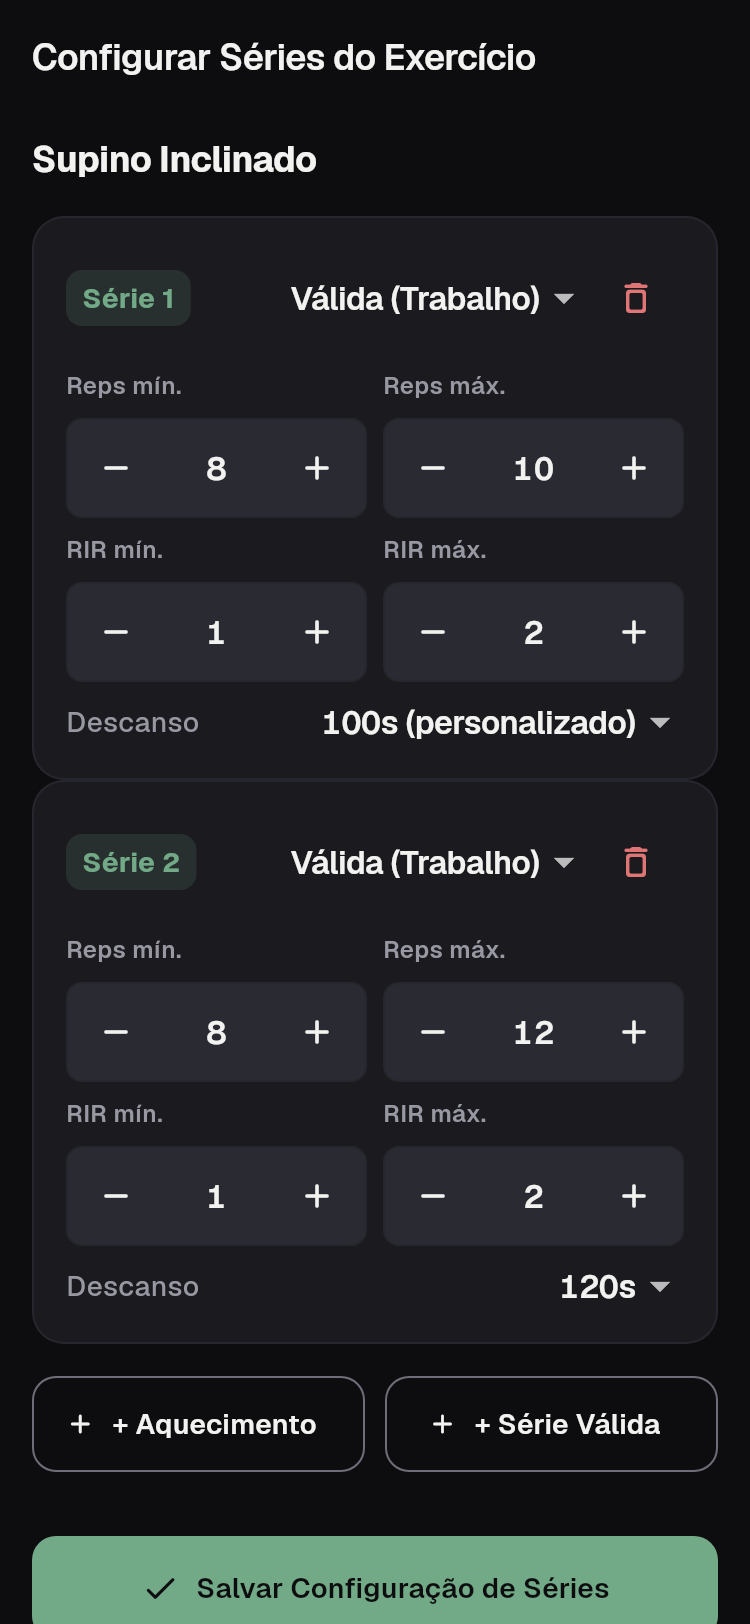 Configurar Séries do Exercício
Supino Inclinado
Série 1 Válida (Trabalho)
Reps mín. Reps máx.
− 8 + − 10 +
RIR mín. RIR máx.
− 1 + − 2 +
Descanso 100s (personalizado)
Série 2 Válida (Trabalho)
Reps mín. Reps máx.
− 8 + − 12 +
RIR mín. RIR máx.
− 1 + − 2 +
Descanso 120s
+ + Aquecimento + + Série Válida
Salvar Configuração de Séries